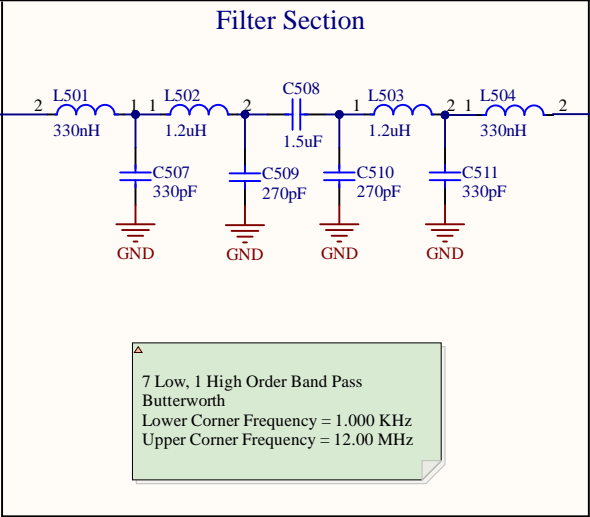 Filter Section
C508
L501 L502 L503 L504
2 1 1 2 2 1 2
330nH 1.2uH 1.5uF 1.2uH 330nH
C507 C509 C510 C511
330pF 270pF 270pF 330pF
GND GND GND GND
7 Low, 1 High Order Band Pass
Butterworth
Lower Corner Frequency = 1.000 KHz
Upper Corner Frequency = 12.00 MHz